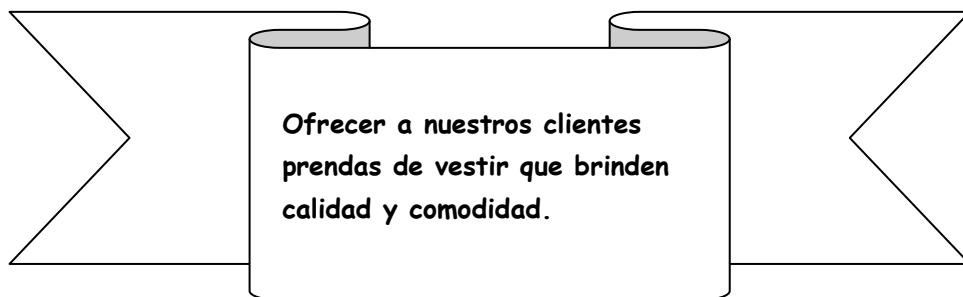 Ofrecer a nuestros clientes
prendas de vestir que brinden
calidad y comodidad.